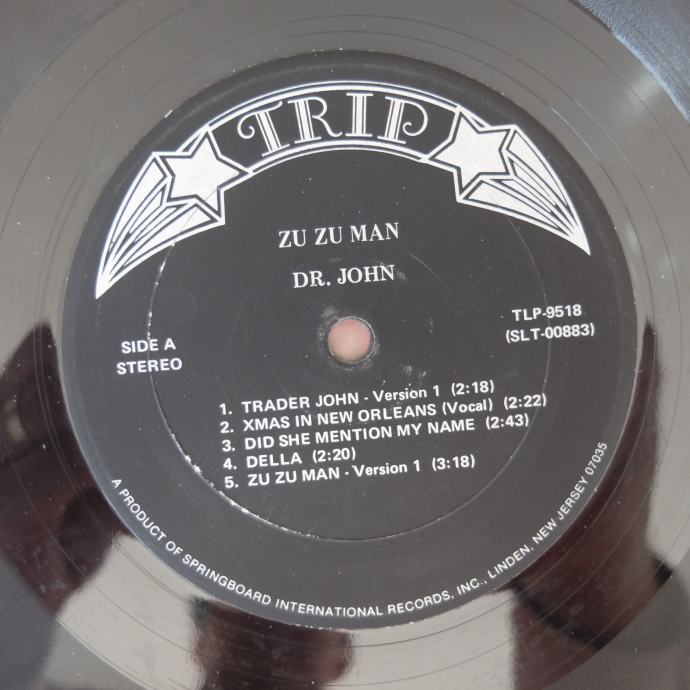 TRIP
ZU ZU MAN
DR. JOHN
TLP-9518
(SLT-00883)
SIDE A
STEREO
1. TRADER JOHN - Version 1 (2:18)
2. XMAS IN NEW ORLEANS (Vocal) (2:22)
3. DID SHE MENTION MY NAME (2:43)
4. DELLA (2:20)
5. ZU ZU MAN - Version 1 (3:18)
A PRODUCT OF SPRINGBOARD INTERNATIONAL RECORDS, INC., LINDEN, NEW JERSEY 07035